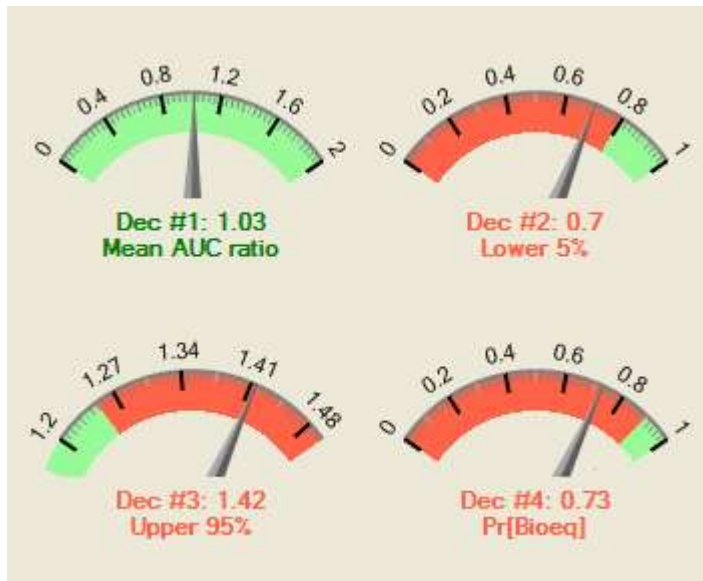 0 0.4 0.8 1.2 1.6 2
Dec #1: 1.03
Mean AUC ratio
0 0.2 0.4 0.6 0.8 1
Dec #2: 0.7
Lower 5%
1.2 1.27 1.34 1.41 1.48
Dec #3: 1.42
Upper 95%
0 0.2 0.4 0.6 0.8 1
Dec #4: 0.73
Pr[Bioeq]